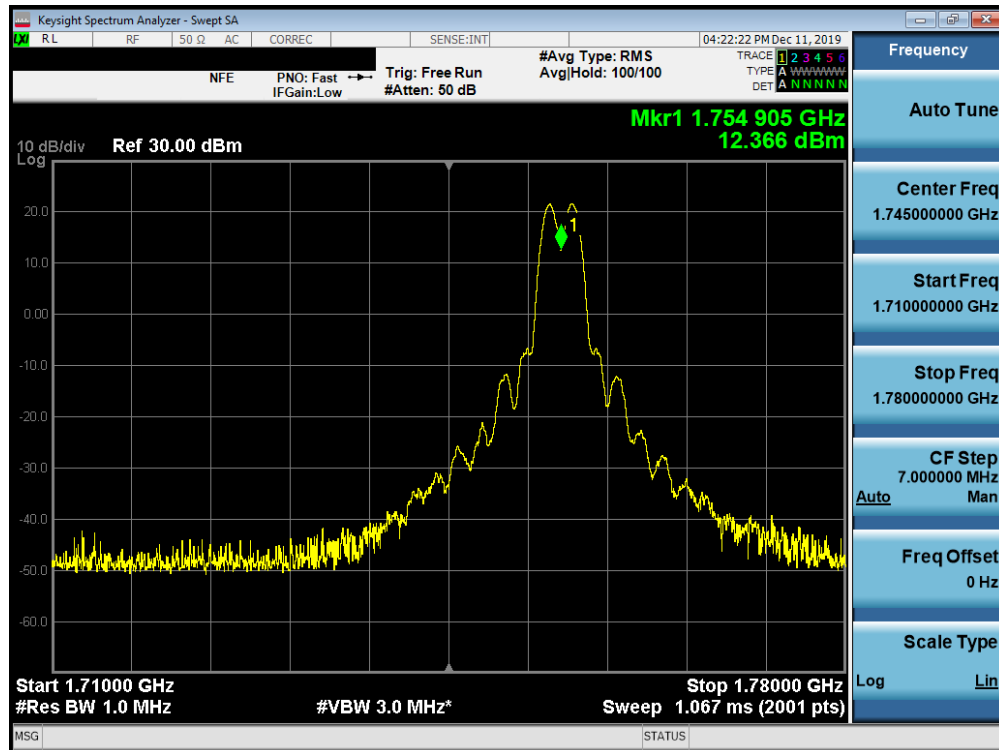 Keysight Spectrum Analyzer - Swept SA
LXI RL RF 50 Ω AC CORREC SENSE:INT 04:22:22 PM Dec 11, 2019
NFE PNO: Fast Trig: Free Run #Avg Type: RMS TRACE 1 2 3 4 5 6
IFGain:Low #Atten: 50 dB Avg|Hold: 100/100 TYPE A WWWWW
DET A N N N N N
Mkr1 1.754 905 GHz
12.366 dBm
10 dB/div Ref 30.00 dBm
Log
20.0
10.0
0.00
-10.0
-20.0
-30.0
-40.0
-50.0
-60.0
1
Start 1.71000 GHz Stop 1.78000 GHz
#Res BW 1.0 MHz #VBW 3.0 MHz* Sweep 1.067 ms (2001 pts)
MSG STATUS
Frequency
Auto Tune
Center Freq
1.745000000 GHz
Start Freq
1.710000000 GHz
Stop Freq
1.780000000 GHz
CF Step
7.000000 MHz
Auto Man
Freq Offset
0 Hz
Scale Type
Log Lin